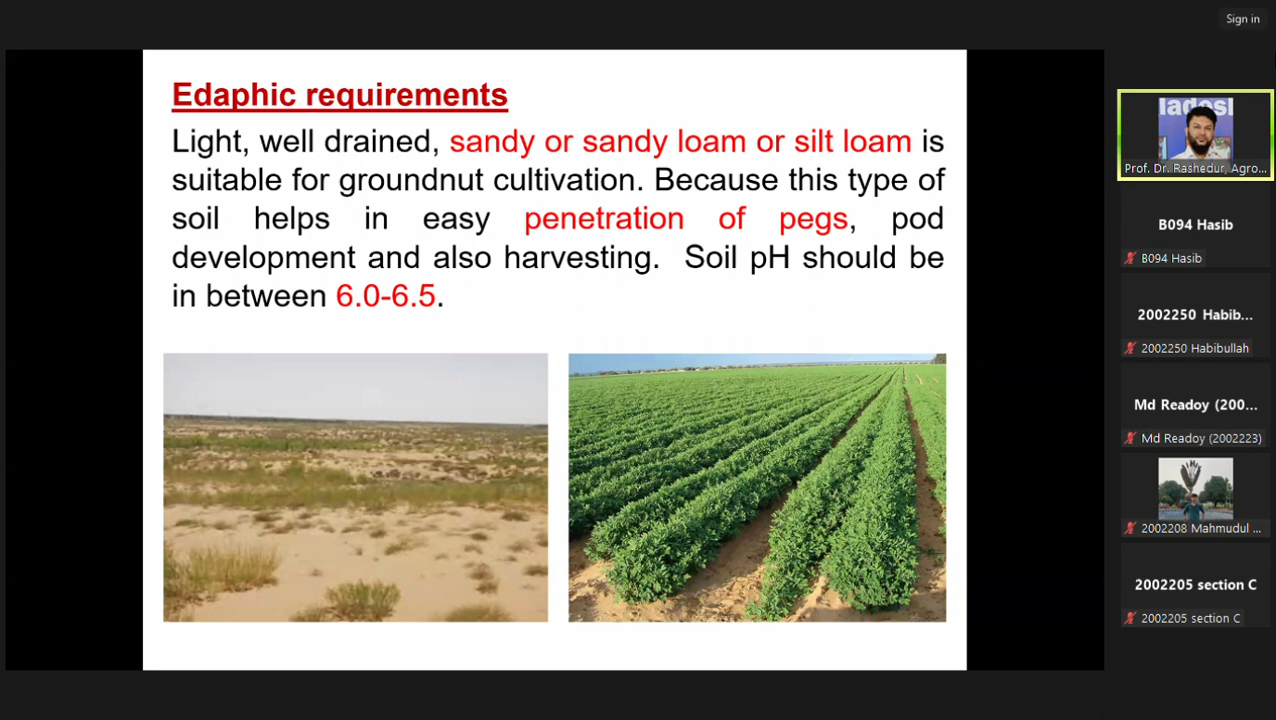 Sign in
Edaphic requirements
Light, well drained, sandy or sandy loam or silt loam is
suitable for groundnut cultivation. Because this type of
soil helps in easy penetration of pegs, pod
development and also harvesting. Soil pH should be
in between 6.0-6.5.
ladesl
Prof. Dr. Rashedur, Agro...
B094 Hasib
B094 Hasib
2002250 Habib...
2002250 Habibullah
Md Readoy (200...
Md Readoy (2002223)
2002208 Mahmudul ...
2002205 section C
2002205 section C